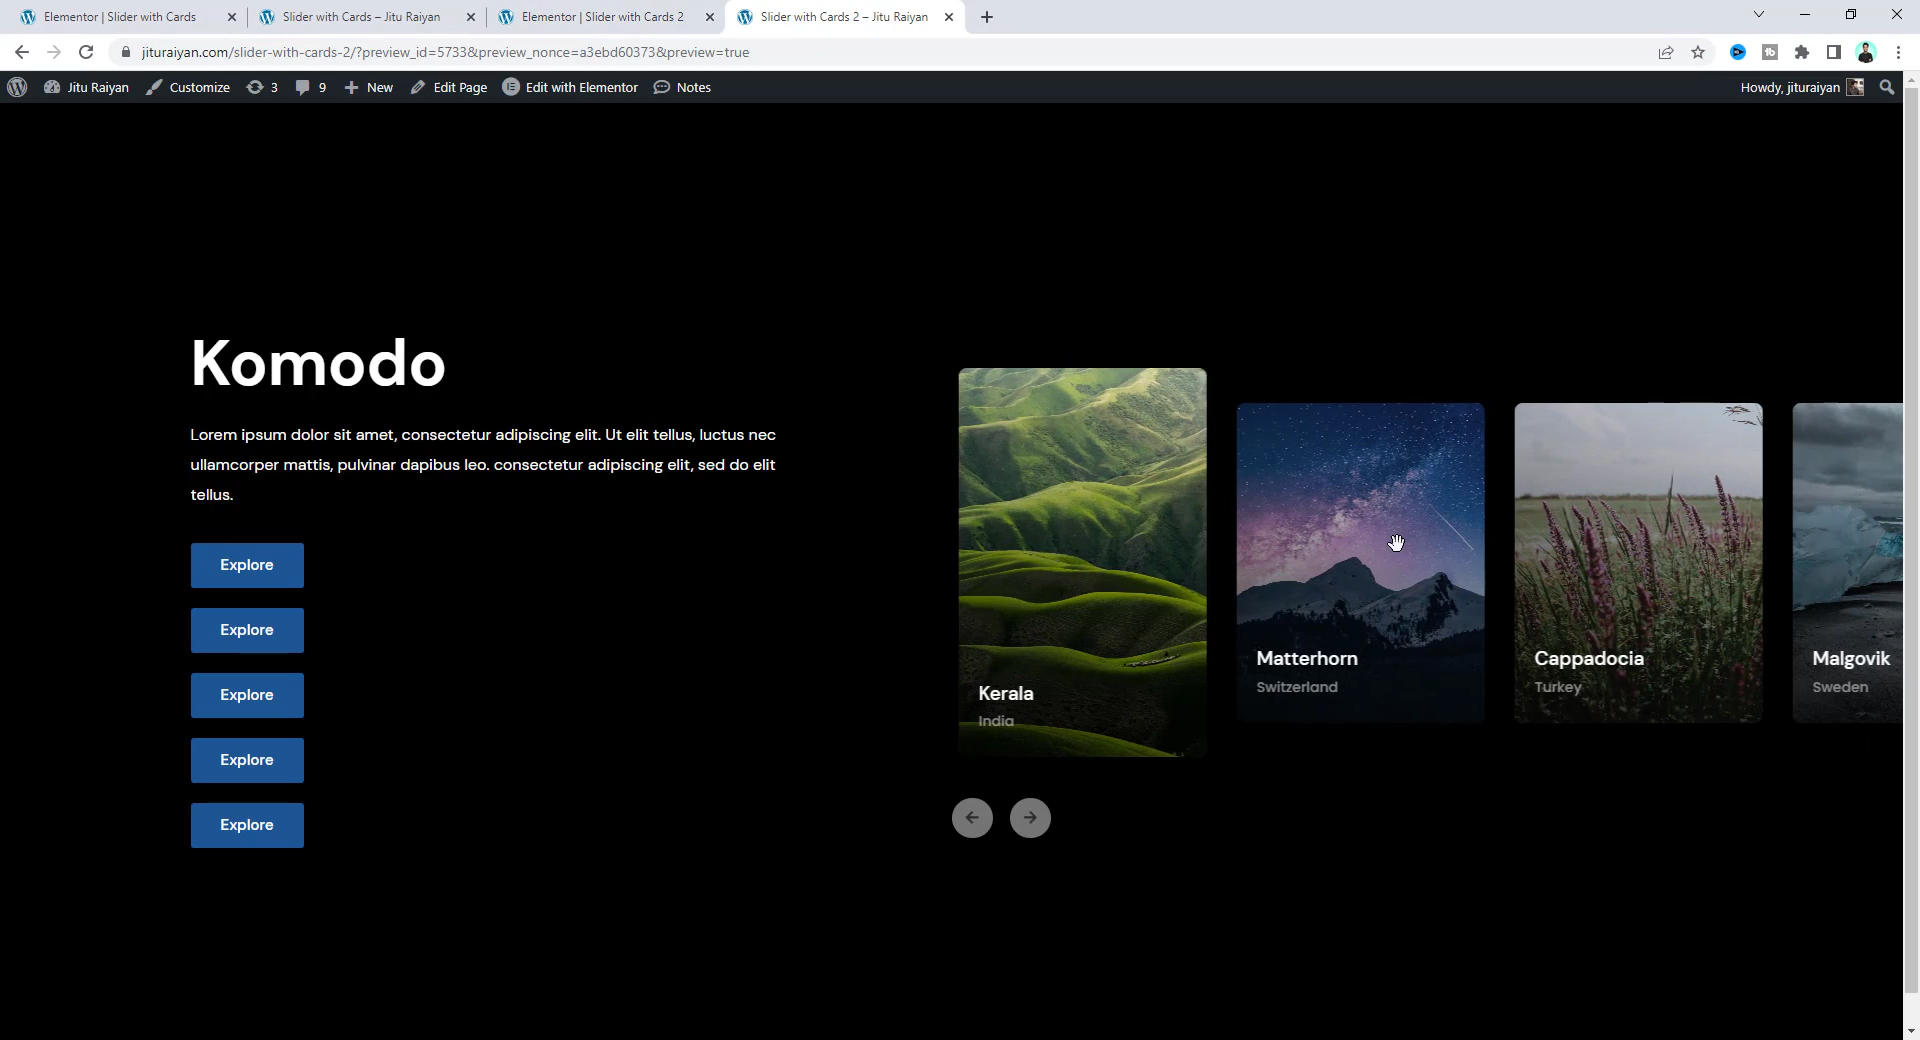 Elementor | Slider with Cards
Slider with Cards – Jitu Raiyan
Elementor | Slider with Cards 2
Slider with Cards 2 – Jitu Raiyan
jituraiyan.com/slider-with-cards-2/?preview_id=5733&preview_nonce=a3ebd60373&preview=true
Jitu Raiyan
Customize
3
9
New
Edit Page
Edit with Elementor
Notes
Howdy, jituraiyan
Komodo
Lorem ipsum dolor sit amet, consectetur adipiscing elit. Ut elit tellus, luctus nec
ullamcorper mattis, pulvinar dapibus leo. consectetur adipiscing elit, sed do elit
tellus.
Explore
Explore
Explore
Explore
Explore
Kerala
India
Matterhorn
Switzerland
Cappadocia
Turkey
Malgovik
Sweden